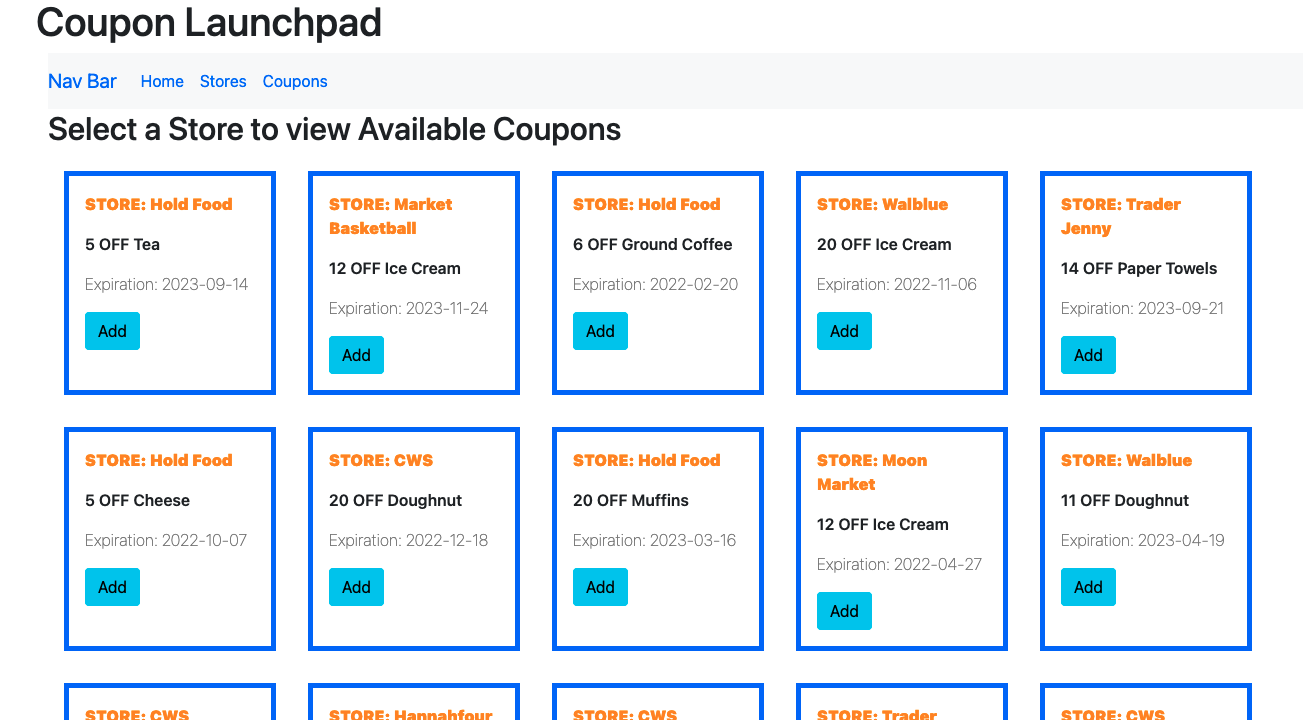 Coupon Launchpad
Nav Bar Home Stores Coupons
Select a Store to view Available Coupons
STORE: Hold Food
5 OFF Tea
Expiration: 2023-09-14
Add
STORE: Market
Basketball
12 OFF Ice Cream
Expiration: 2023-11-24
Add
STORE: Hold Food
6 OFF Ground Coffee
Expiration: 2022-02-20
Add
STORE: Walblue
20 OFF Ice Cream
Expiration: 2022-11-06
Add
STORE: Trader
Jenny
14 OFF Paper Towels
Expiration: 2023-09-21
Add
STORE: Hold Food
5 OFF Cheese
Expiration: 2022-10-07
Add
STORE: CWS
20 OFF Doughnut
Expiration: 2022-12-18
Add
STORE: Hold Food
20 OFF Muffins
Expiration: 2023-03-16
Add
STORE: Moon
Market
12 OFF Ice Cream
Expiration: 2022-04-27
Add
STORE: Walblue
11 OFF Doughnut
Expiration: 2023-04-19
Add
STORE: CWS
STORE: Hannahfour
STORE: CWS
STORE: Trader
STORE: CWS